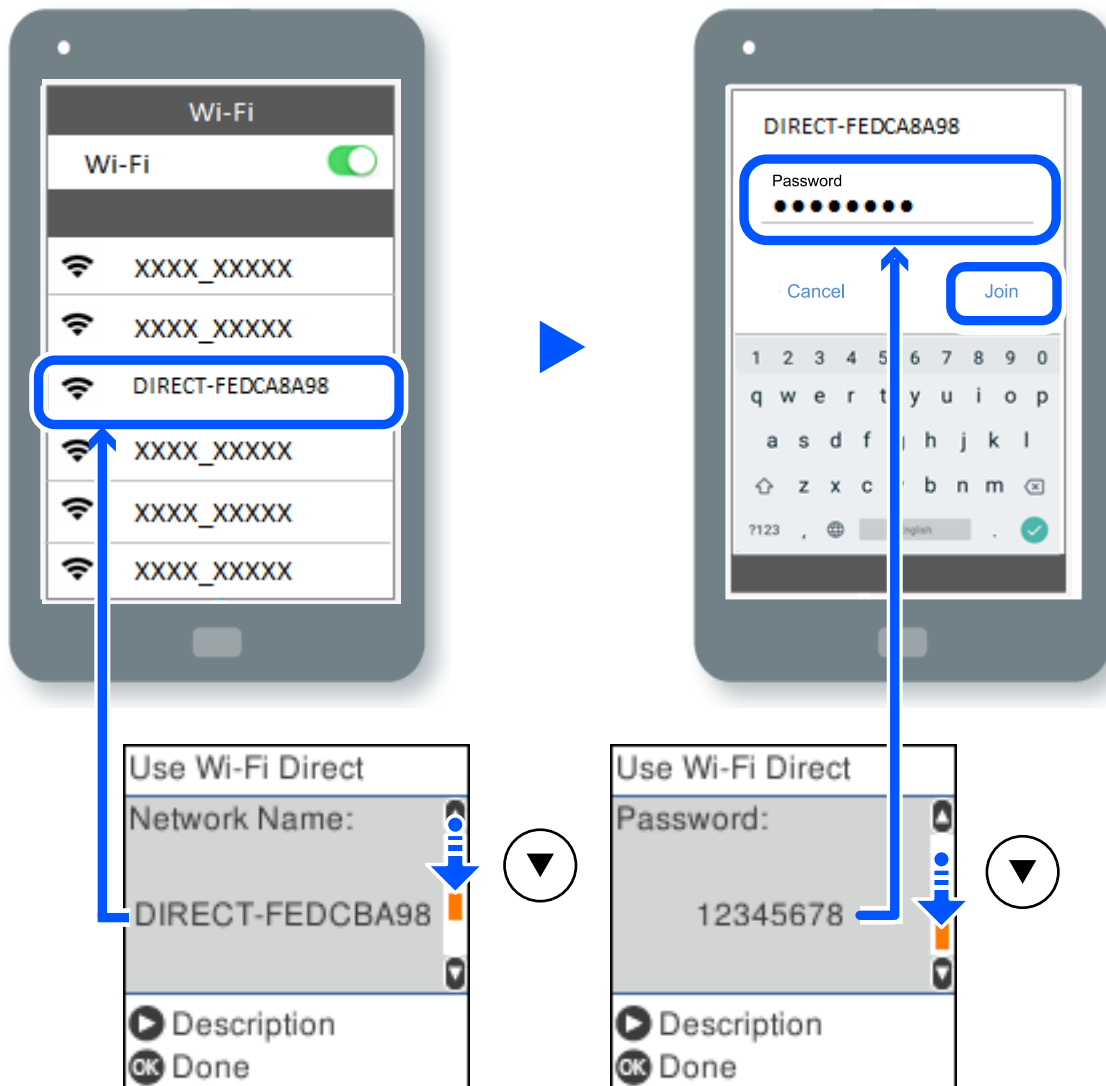 Wi-Fi
Wi-Fi
XXXX_XXXXX
XXXX_XXXXX
DIRECT-FEDCA8A98
XXXX_XXXXX
XXXX_XXXXX
XXXX_XXXXX
DIRECT-FEDCA8A98
Password
●●●●●●●●
Cancel
Join
1 2 3 4 5 6 7 8 9 0
q w e r t y u i o p
a s d f h j k l
z x c b n m
?123 , .
Use Wi-Fi Direct
Network Name:
DIRECT-FEDCBA98
Description
OK Done
Use Wi-Fi Direct
Password:
12345678
Description
OK Done